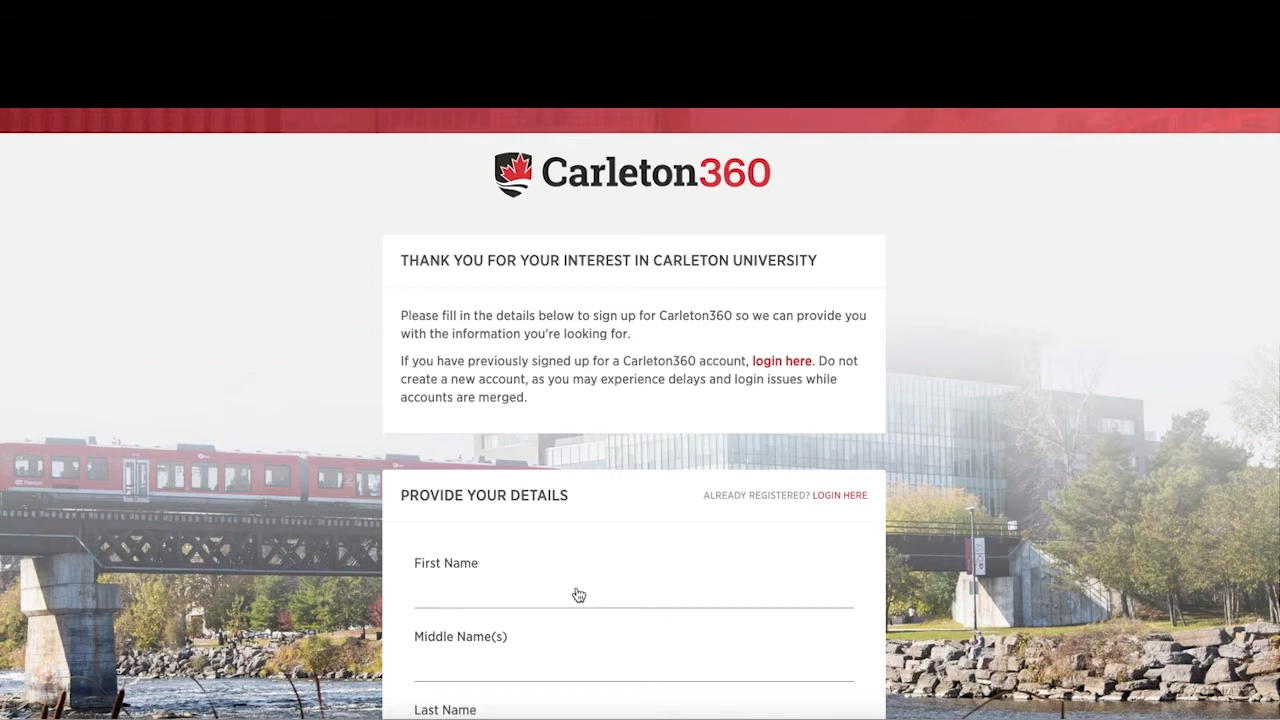 Carleton360
THANK YOU FOR YOUR INTEREST IN CARLETON UNIVERSITY
Please fill in the details below to sign up for Carleton360 so we can provide you
with the information you're looking for.
If you have previously signed up for a Carleton360 account, login here. Do not
create a new account, as you may experience delays and login issues while
accounts are merged.
PROVIDE YOUR DETAILS
ALREADY REGISTERED? LOGIN HERE
First Name
Middle Name(s)
Last Name